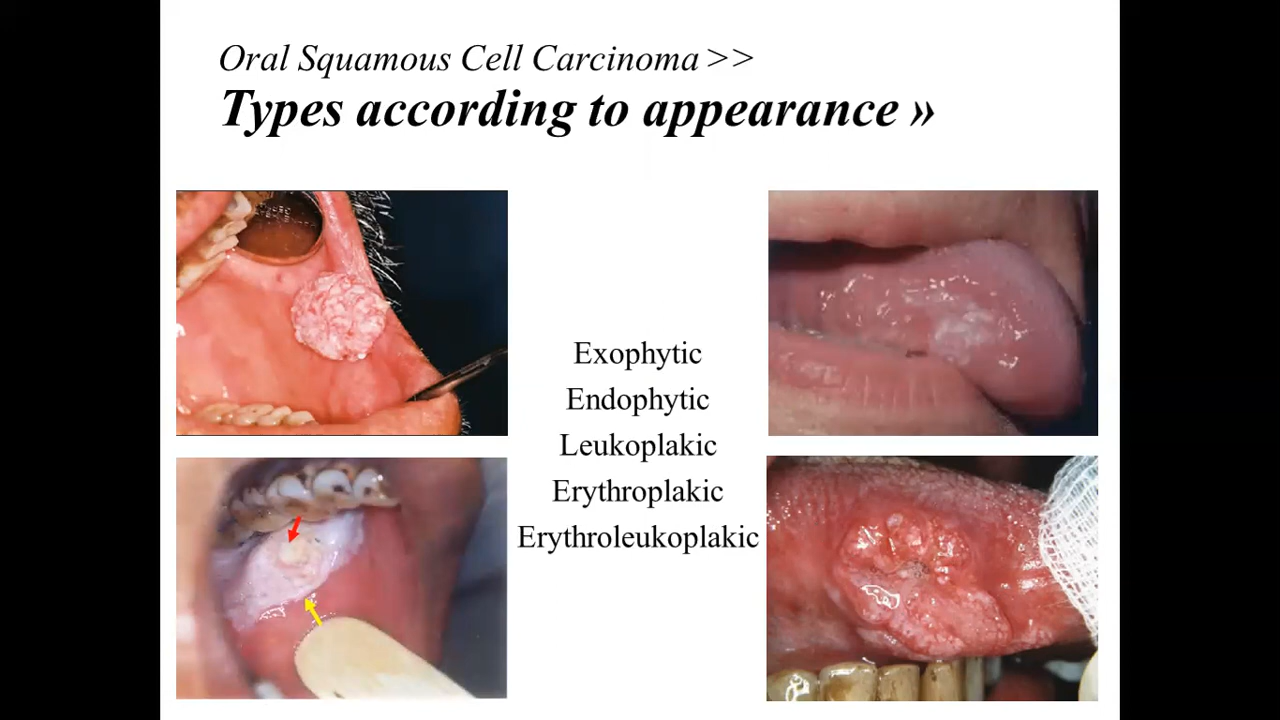 Oral Squamous Cell Carcinoma >>
Types according to appearance »
Exophytic
Endophytic
Leukoplakic
Erythroplakic
Erythroleukoplakic